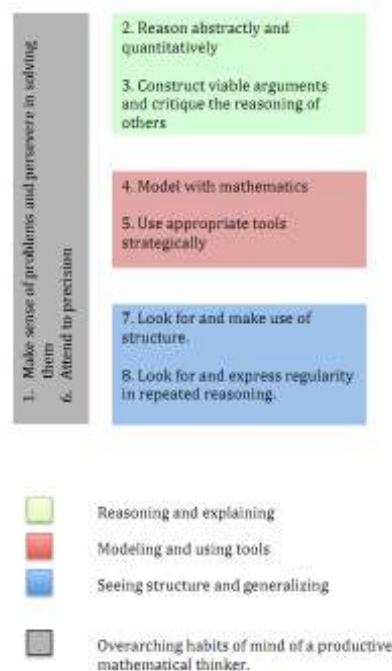 1. Make sense of problems and persevere in solving
them
6. Attend to precision
2. Reason abstractly and
quantitatively
3. Construct viable arguments
and critique the reasoning of
others
4. Model with mathematics
5. Use appropriate tools
strategically
7. Look for and make use of
structure.
8. Look for and express regularity
in repeated reasoning.
Reasoning and explaining
Modeling and using tools
Seeing structure and generalizing
Overarching habits of mind of a productive
mathematical thinker.